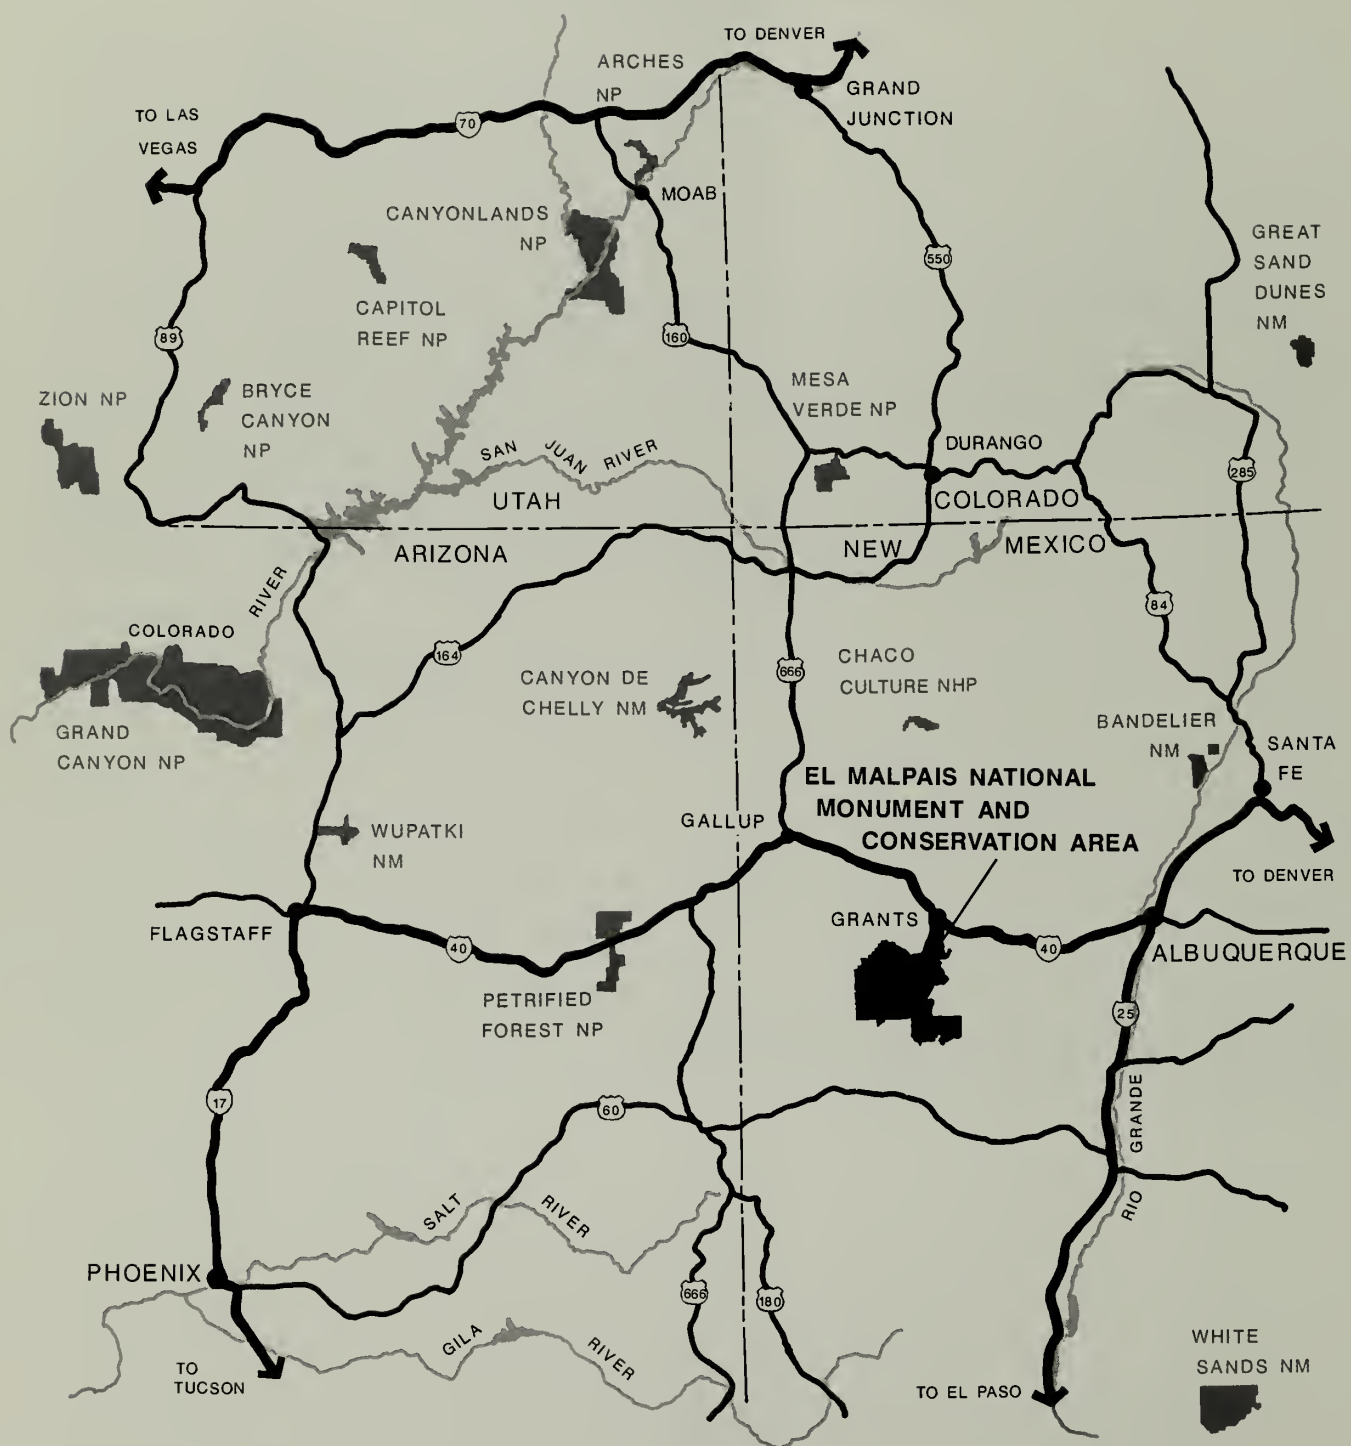 TO DENVER
ARCHES
NP
GRAND
JUNCTION
TO LAS
VEGAS
70
MOAB
CANYONLANDS
NP
CAPITOL
REEF NP
550
GREAT
SAND
DUNES
NM
89
160
ZION NP
BRYCE
CANYON
NP
MESA
VERDE NP
SAN JUAN RIVER
DURANGO
285
UTAH
COLORADO
ARIZONA
NEW MEXICO
RIVER
COLORADO
84
164
666
CANYON DE
CHELLY NM
CHACO
CULTURE NHP
GRAND
CANYON NP
BANDELIER
NM
SANTA
FE
EL MALPAIS NATIONAL
MONUMENT AND
CONSERVATION AREA
GALLUP
WUPATKI
NM
TO DENVER
FLAGSTAFF
40
GRANTS
40
ALBUQUERQUE
PETRIFIED
FOREST NP
25
17
60
RIO GRANDE
SALT RIVER
PHOENIX
666
180
GILA RIVER
TO
TUCSON
TO EL PASO
WHITE
SANDS NM